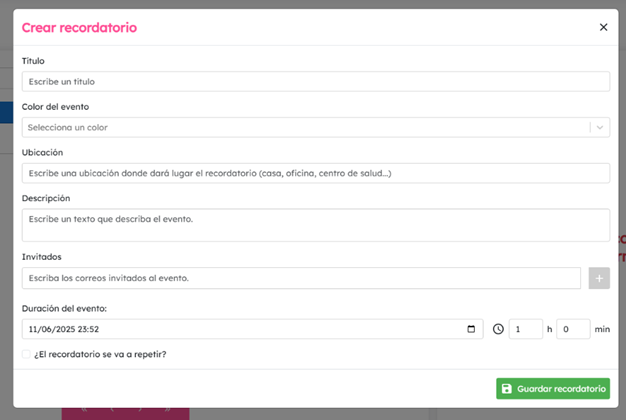 Crear recordatorio
Título
Escribe un título
Color del evento
Selecciona un color
Ubicación
Escribe una ubicación donde dará lugar el recordatorio (casa, oficina, centro de salud...)
Descripción
Escribe un texto que describa el evento.
Invitados
Escriba los correos invitados al evento.
+
Duración del evento:
11/06/2025 23:52 1 h 0 min
¿El recordatorio se va a repetir?
Guardar recordatorio